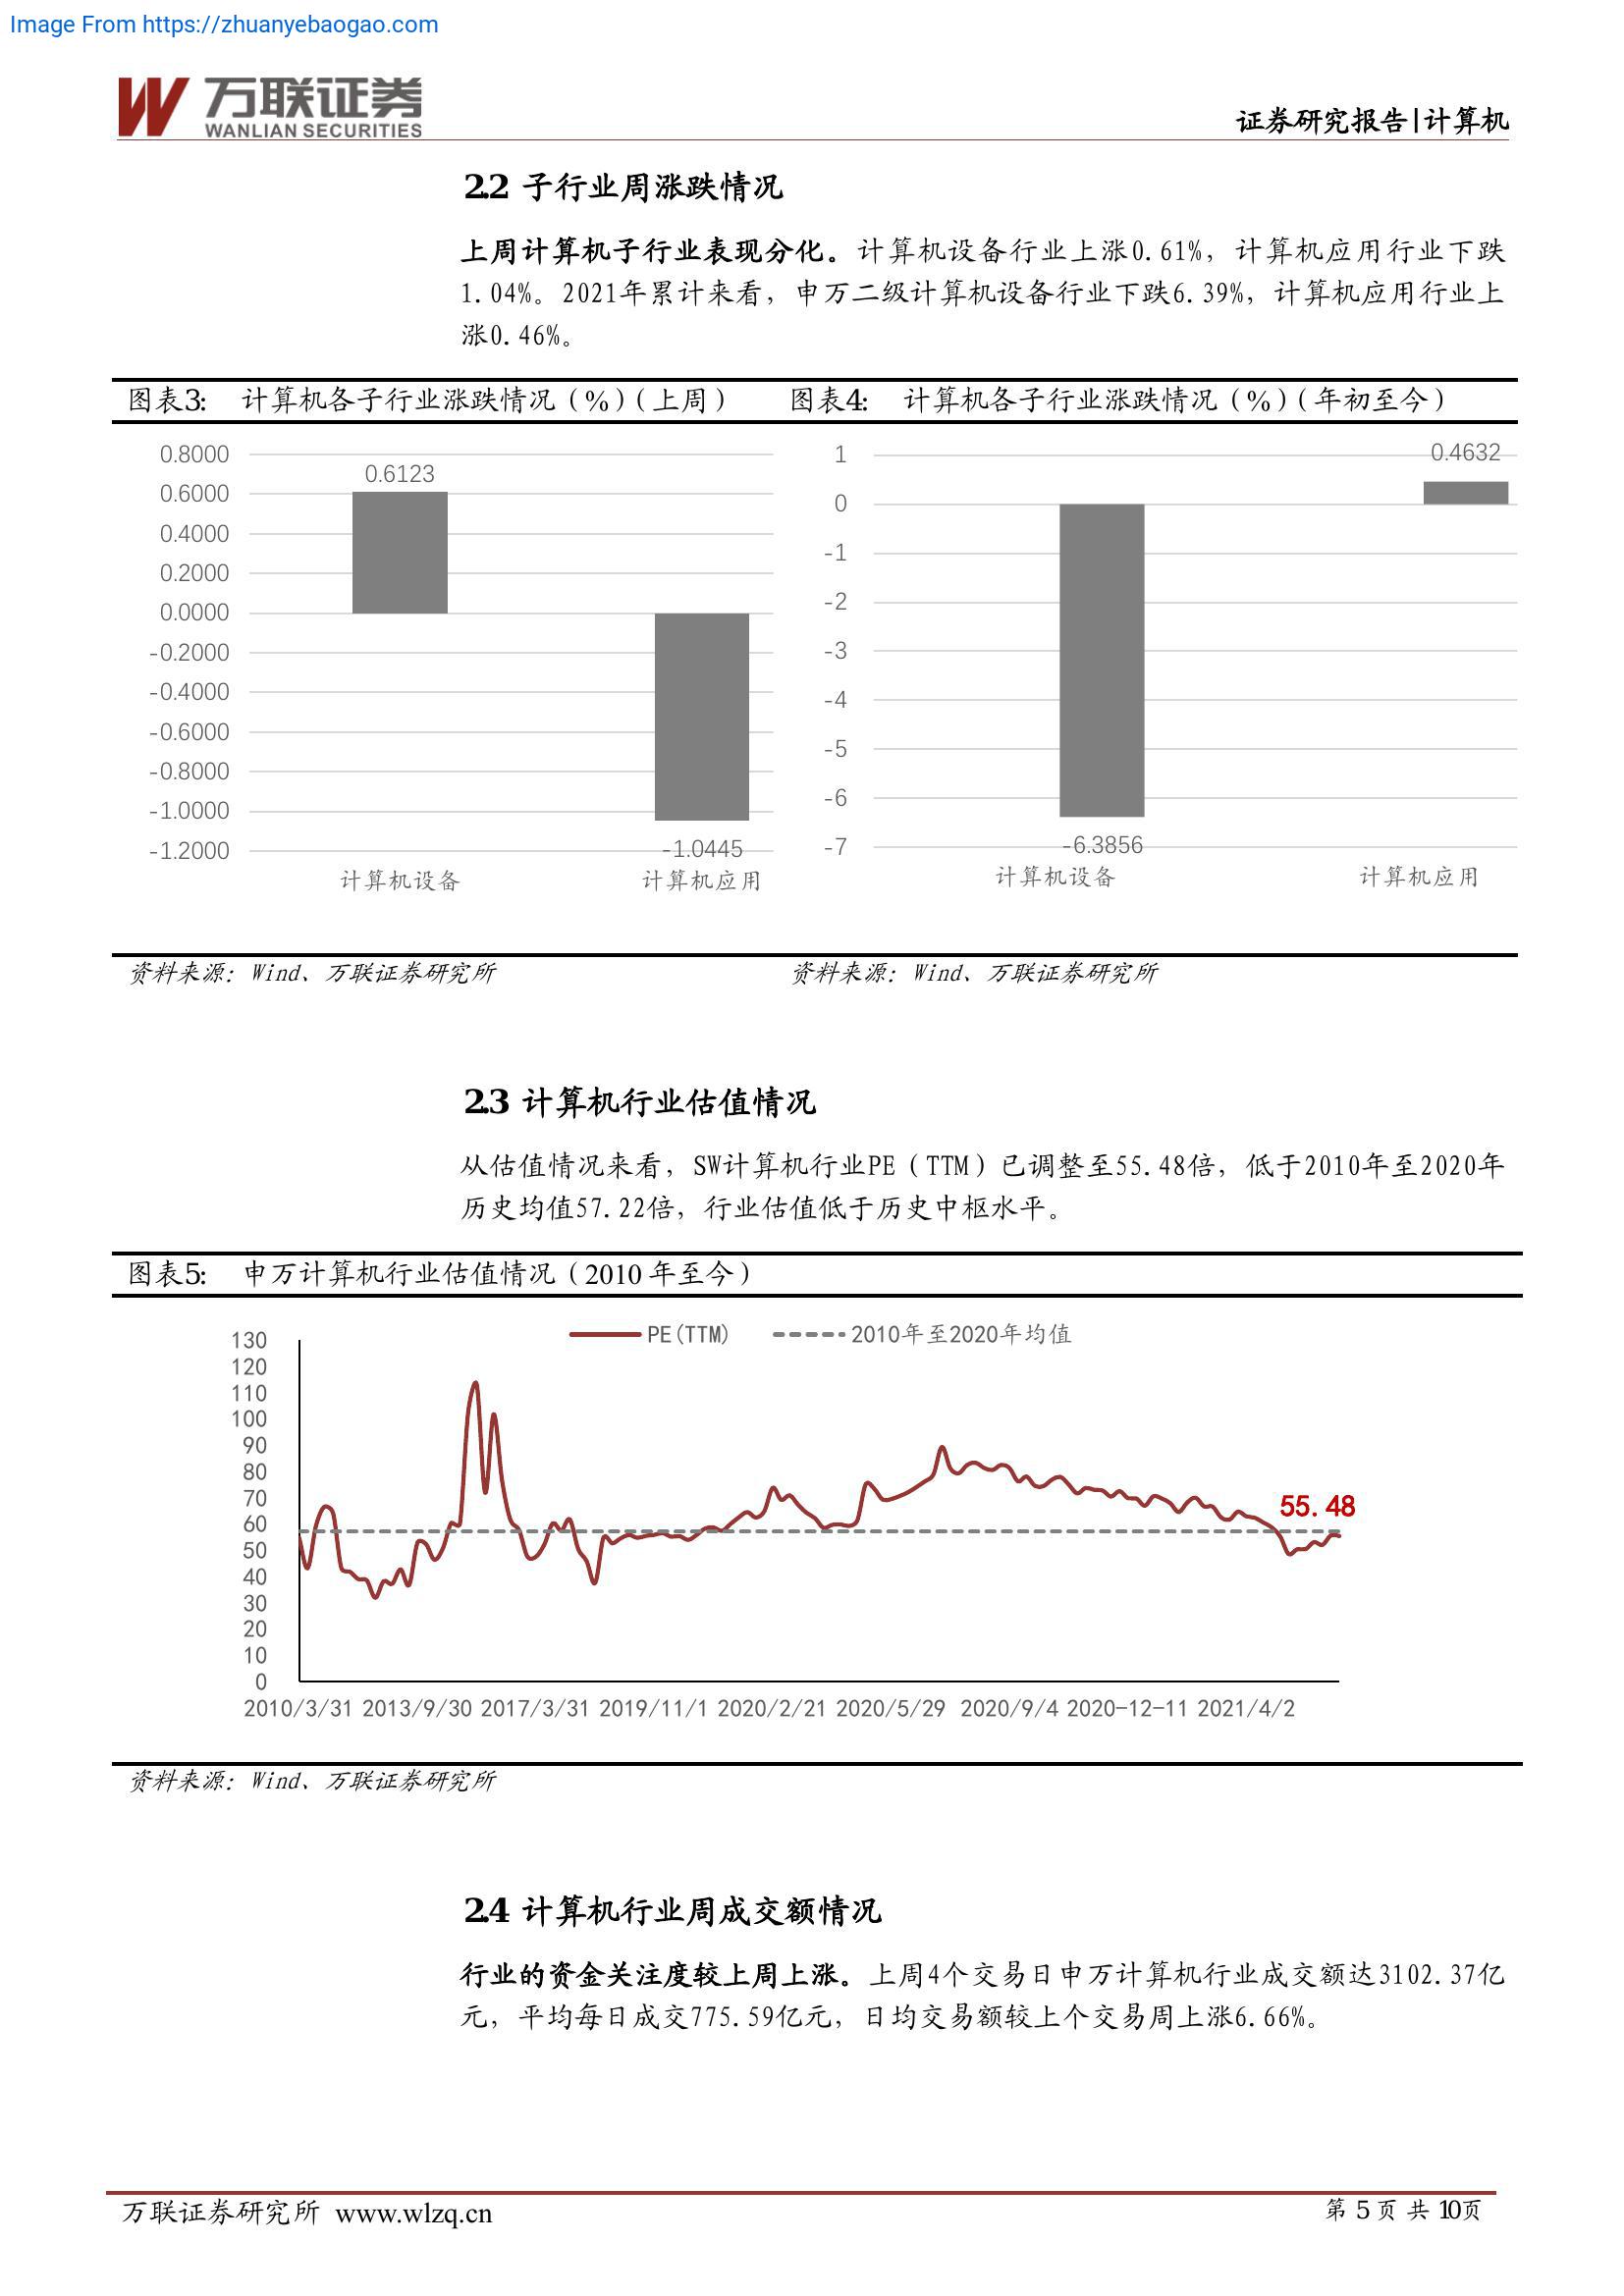 Image From https://zhuanyebaogao.com
万联证券
WANLIAN SECURITIES
证券研究报告|计算机
2.2 子行业周涨跌情况
上周计算机子行业表现分化。计算机设备行业上涨0.61%，计算机应用行业下跌
1.04%。2021年累计来看，申万二级计算机设备行业下跌6.39%，计算机应用行业上
涨0.46%。
图表3: 计算机各子行业涨跌情况（%）（上周）
图表4: 计算机各子行业涨跌情况（%）（年初至今）
0.8000
0.6000
0.4000
0.2000
0.0000
-0.2000
-0.4000
-0.6000
-0.8000
-1.0000
-1.2000
0.6123
-1.0445
计算机设备 计算机应用
1
0
-1
-2
-3
-4
-5
-6
-7
0.4632
-6.3856
计算机设备 计算机应用
资料来源：Wind、万联证券研究所
资料来源：Wind、万联证券研究所
2.3 计算机行业估值情况
从估值情况来看，SW计算机行业PE（TTM）已调整至55.48倍，低于2010年至2020年
历史均值57.22倍，行业估值低于历史中枢水平。
图表5: 申万计算机行业估值情况（2010 年至今）
PE(TTM) 2010年至2020年均值
130
120
110
100
90
80
70
60
50
40
30
20
10
0
55.48
2010/3/31 2013/9/30 2017/3/31 2019/11/1 2020/2/21 2020/5/29 2020/9/4 2020-12-11 2021/4/2
资料来源：Wind、万联证券研究所
2.4 计算机行业周成交额情况
行业的资金关注度较上周上涨。上周4个交易日申万计算机行业成交额达3102.37亿
元，平均每日成交775.59亿元，日均交易额较上个交易周上涨6.66%。
万联证券研究所 www.wlzq.cn
第 5 页 共 10页